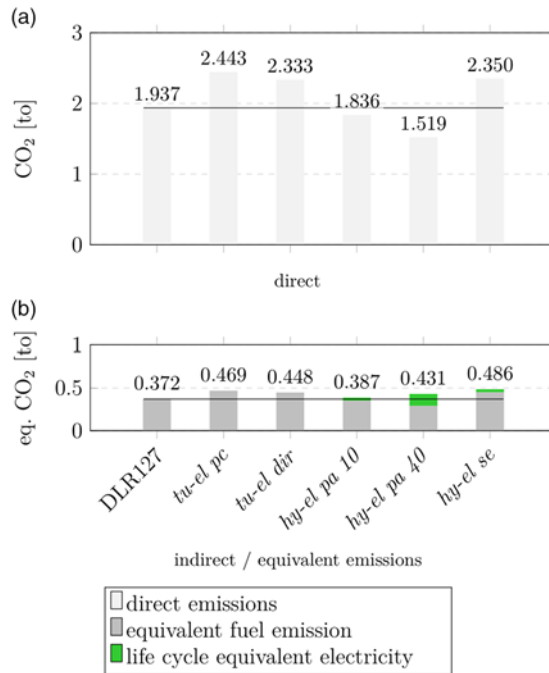 (a)
3
2
1
0
CO₂ [to]
1.937
2.443
2.333
1.836
1.519
2.350
direct
(b)
1
0.5
0
eq. CO₂ [to]
0.372
0.469
0.448
0.387
0.431
0.486
DLR127
tu-el pc
tu-el dir
hy-el pa 10
hy-el pa 40
hy-el se
indirect / equivalent emissions
direct emissions
equivalent fuel emission
life cycle equivalent electricity